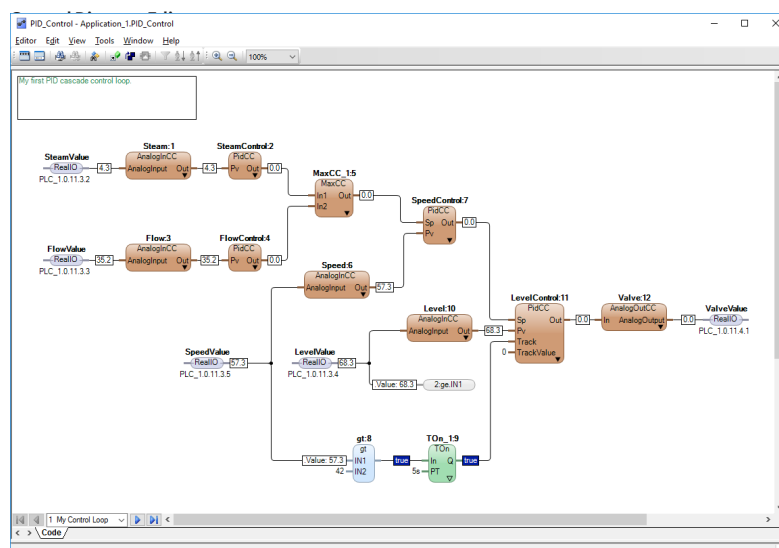 PID_Control - Application_1.PID_Control
Editor Edit View Tools Window Help
100%
My first PID cascade control loop.
SteamValue
RealIO
4.3
PLC_1.0.11.3.2
Steam:1
AnalogInCC
AnalogInput Out
4.3
SteamControl:2
PidCC
Pv Out
0.0
MaxCC_1:5
MaxCC
In1 Out
In2
0.0
FlowValue
RealIO
35.2
PLC_1.0.11.3.3
Flow:3
AnalogInCC
AnalogInput Out
35.2
FlowControl:4
PidCC
Pv Out
0.0
SpeedControl:7
PidCC
Sp Out
Pv
0.0
Speed:6
AnalogInCC
AnalogInput Out
57.3
Level:10
AnalogInCC
AnalogInput Out
68.3
LevelControl:11
PidCC
Sp Out
Pv
Track
0 TrackValue
0.0
Valve:12
AnalogOutCC
In AnalogOutput
0.0
ValveValue
RealIO
PLC_1.0.11.4.1
SpeedValue
RealIO
57.3
PLC_1.0.11.3.5
LevelValue
RealIO
68.3
PLC_1.0.11.3.4
.Value: 68.3
2:ge.IN1
gt:8
gt
.Value: 57.3
IN1
42 IN2
true
TOn_1:9
TOn
In Q
5s PT
true
1 My Control Loop
Code